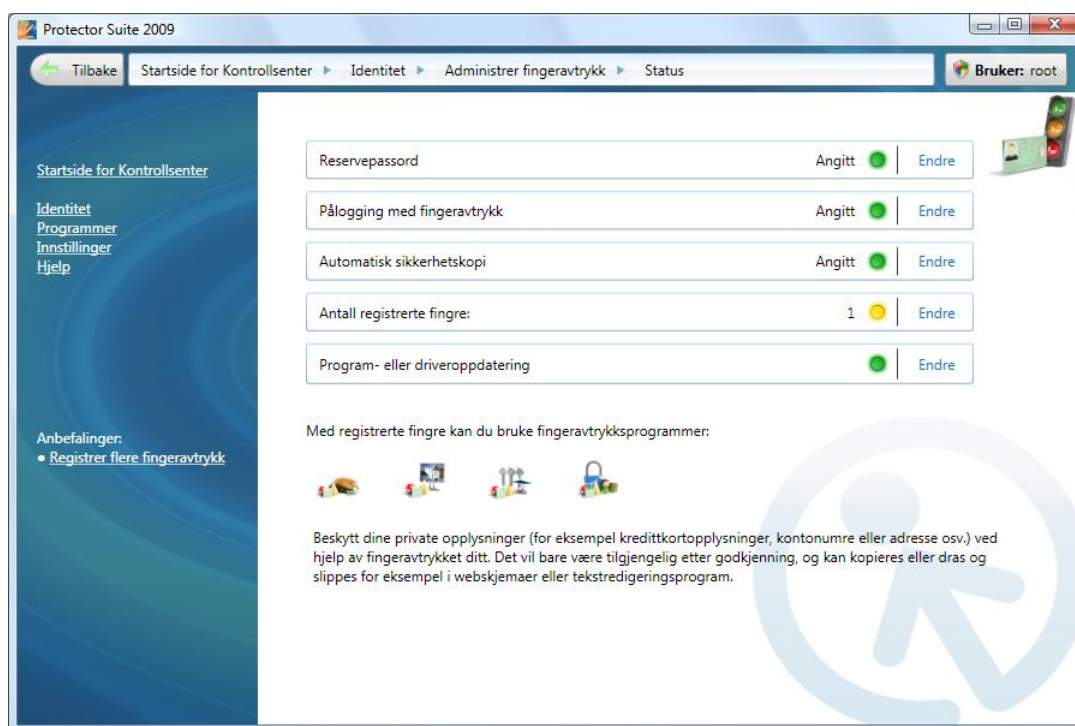 Protector Suite 2009
Tilbake
Startside for Kontrollsenter
Identitet
Administrer fingeravtrykk
Status
Bruker: root
Startside for Kontrollsenter
Identitet
Programmer
Innstillinger
Hjelp
Anbefalinger:
• Registrer flere fingeravtrykk
Reservepassord Angitt Endre
Pålogging med fingeravtrykk Angitt Endre
Automatisk sikkerhetskopi Angitt Endre
Antall registrerte fingre: 1 Endre
Program- eller driveroppdatering Endre
Med registrerte fingre kan du bruke fingeravtrykksprogrammer:
Beskytt dine private opplysninger (for eksempel kredittkortopplysninger, kontonumre eller adresse osv.) ved
hjelp av fingeravtrykket ditt. Det vil bare være tilgjengelig etter godkjenning, og kan kopieres eller dras og
slippes for eksempel i webskjemaer eller tekstredigeringsprogram.